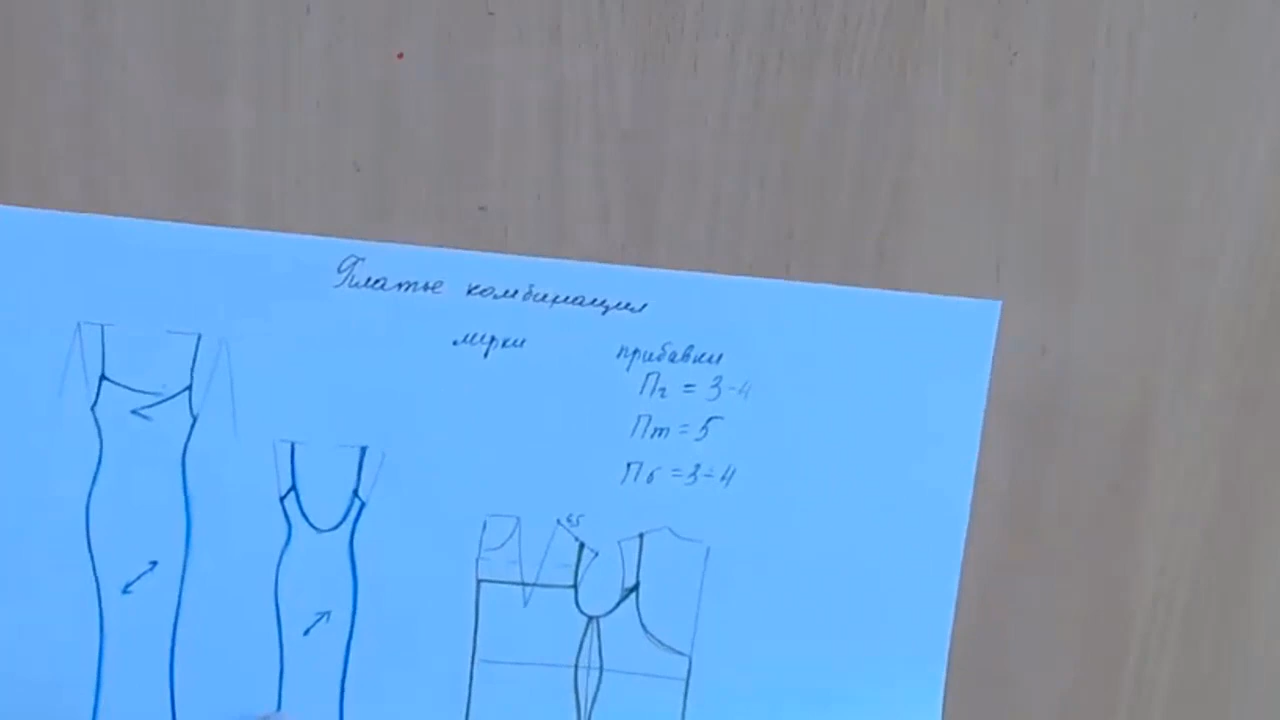 Платье комбинация
мерки
прибавки
Пг = 3-4
Пт = 5
Пб = 3-4